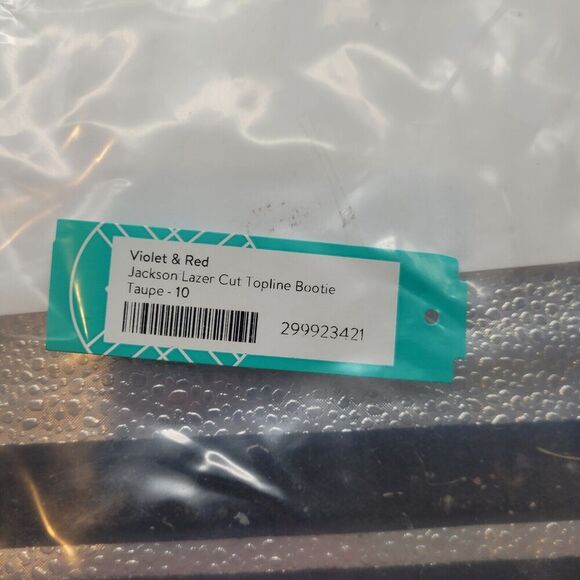 Violet & Red
Jackson Lazer Cut Topline Bootie
Taupe - 10
299923421